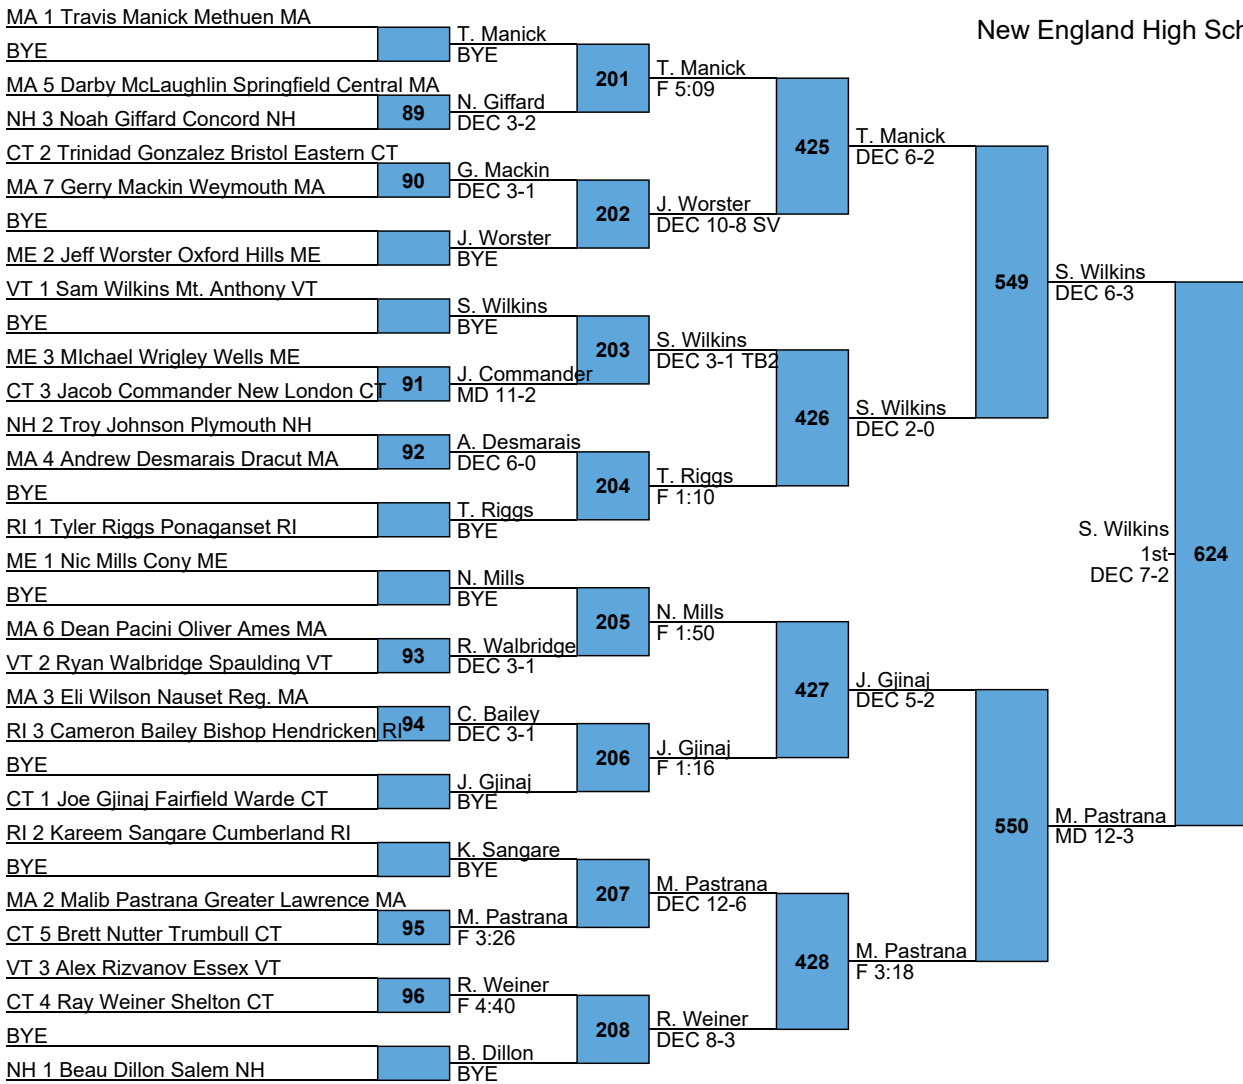 New England High Sch
MA 1 Travis Manick Methuen MA
BYE
MA 5 Darby McLaughlin Springfield Central MA
NH 3 Noah Giffard Concord NH
CT 2 Trinidad Gonzalez Bristol Eastern CT
MA 7 Gerry Mackin Weymouth MA
BYE
ME 2 Jeff Worster Oxford Hills ME
VT 1 Sam Wilkins Mt. Anthony VT
BYE
ME 3 MIchael Wrigley Wells ME
CT 3 Jacob Commander New London CT
NH 2 Troy Johnson Plymouth NH
MA 4 Andrew Desmarais Dracut MA
BYE
RI 1 Tyler Riggs Ponaganset RI
ME 1 Nic Mills Cony ME
BYE
MA 6 Dean Pacini Oliver Ames MA
VT 2 Ryan Walbridge Spaulding VT
MA 3 Eli Wilson Nauset Reg. MA
RI 3 Cameron Bailey Bishop Hendricken RI
BYE
CT 1 Joe Gjinaj Fairfield Warde CT
RI 2 Kareem Sangare Cumberland RI
BYE
MA 2 Malib Pastrana Greater Lawrence MA
CT 5 Brett Nutter Trumbull CT
VT 3 Alex Rizvanov Essex VT
CT 4 Ray Weiner Shelton CT
BYE
NH 1 Beau Dillon Salem NH
89
90
91
92
93
94
95
96
T. Manick
BYE
N. Giffard
DEC 3-2
G. Mackin
DEC 3-1
J. Worster
BYE
S. Wilkins
BYE
J. Commander
MD 11-2
A. Desmarais
DEC 6-0
T. Riggs
BYE
N. Mills
BYE
R. Walbridge
DEC 3-1
C. Bailey
DEC 3-1
J. Gjinaj
BYE
K. Sangare
BYE
M. Pastrana
F 3:26
R. Weiner
F 4:40
B. Dillon
BYE
201
202
203
204
205
206
207
208
T. Manick
F 5:09
J. Worster
DEC 10-8 SV
S. Wilkins
DEC 3-1 TB2
T. Riggs
F 1:10
N. Mills
F 1:50
J. Gjinaj
F 1:16
M. Pastrana
DEC 12-6
R. Weiner
DEC 8-3
425
426
427
428
T. Manick
DEC 6-2
S. Wilkins
DEC 2-0
J. Gjinaj
DEC 5-2
M. Pastrana
F 3:18
549
550
S. Wilkins
DEC 6-3
M. Pastrana
MD 12-3
S. Wilkins
1st
DEC 7-2
624